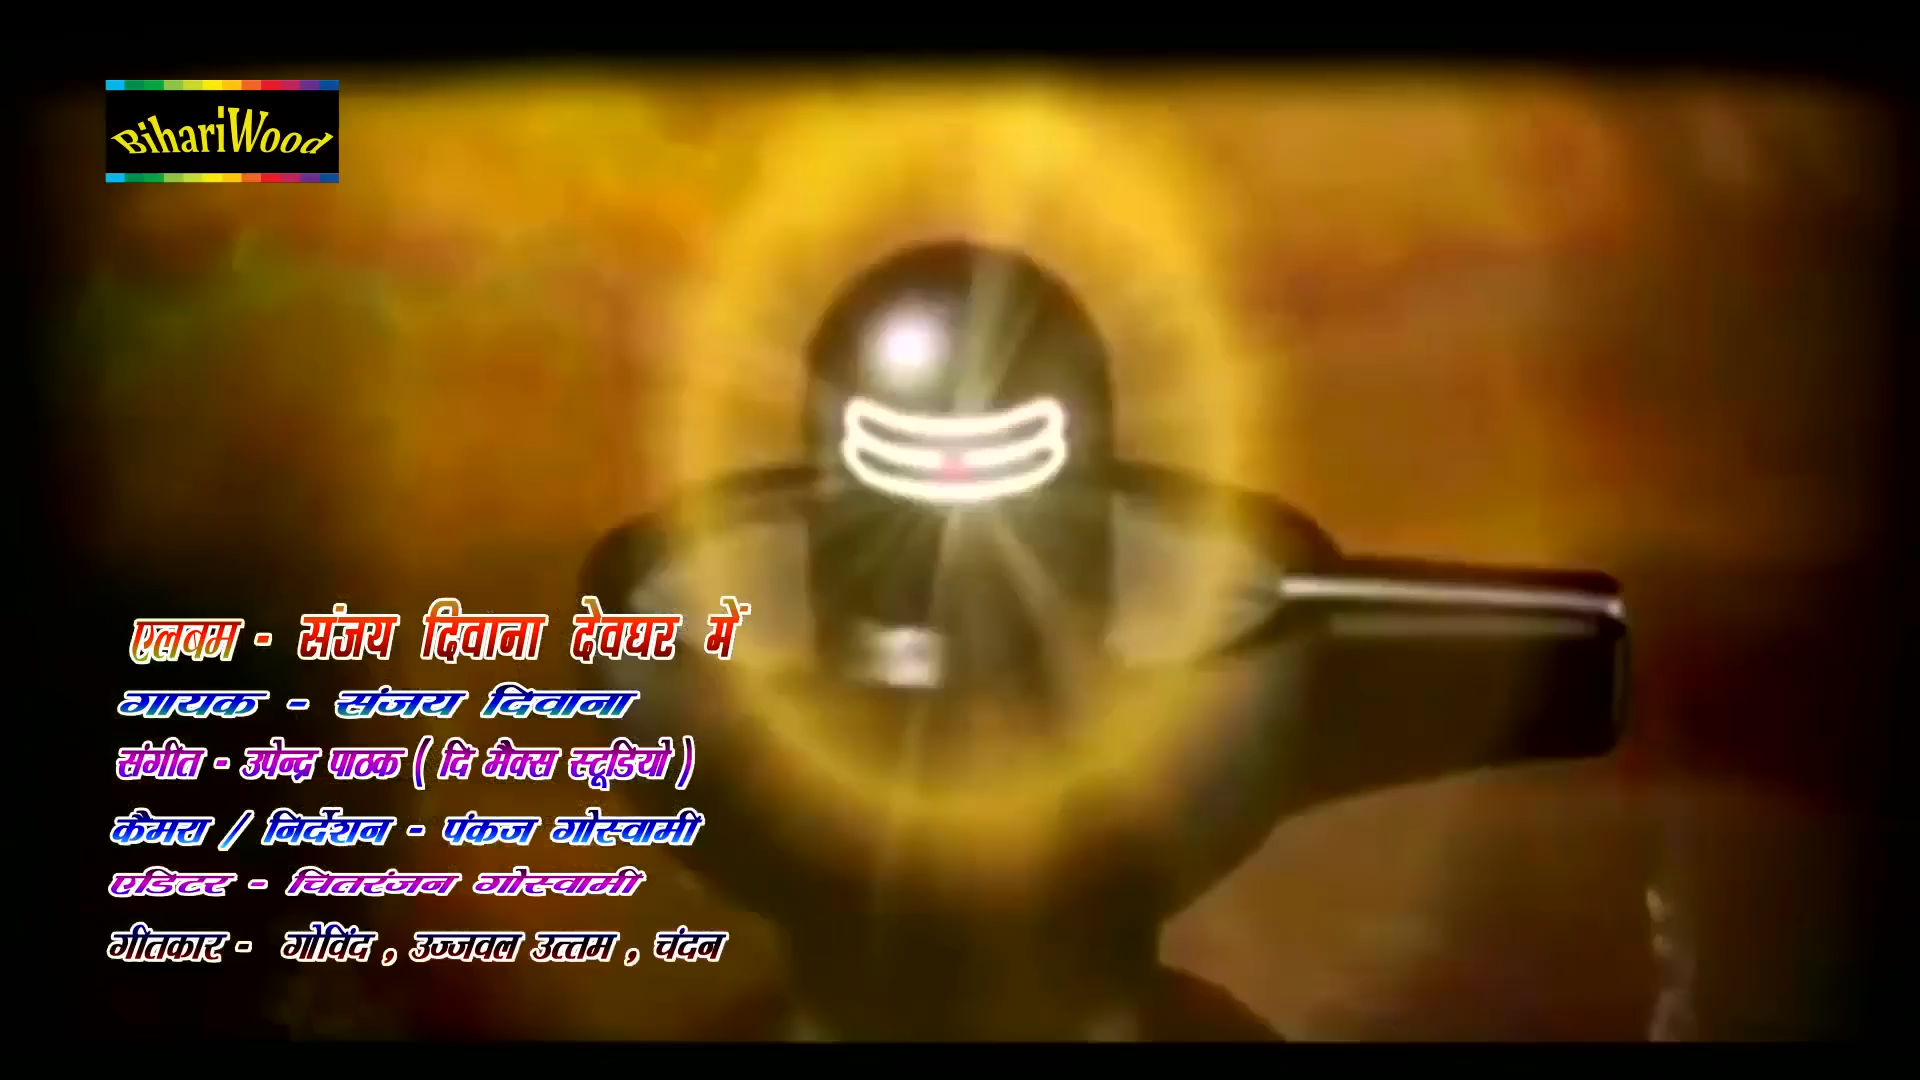 BihariWood
एलबम - संजय दिवाना देवघर में
गायक - संजय दिवाना
संगीत - उपेन्द्र पाठक ( दि मैक्स स्टूडियो )
कैमरा / निर्देशन - पंकज गोस्वामी
एडिटर - चितरंजन गोस्वामी
गीतकार - गोविंद , उज्जवल उत्तम , चंदन